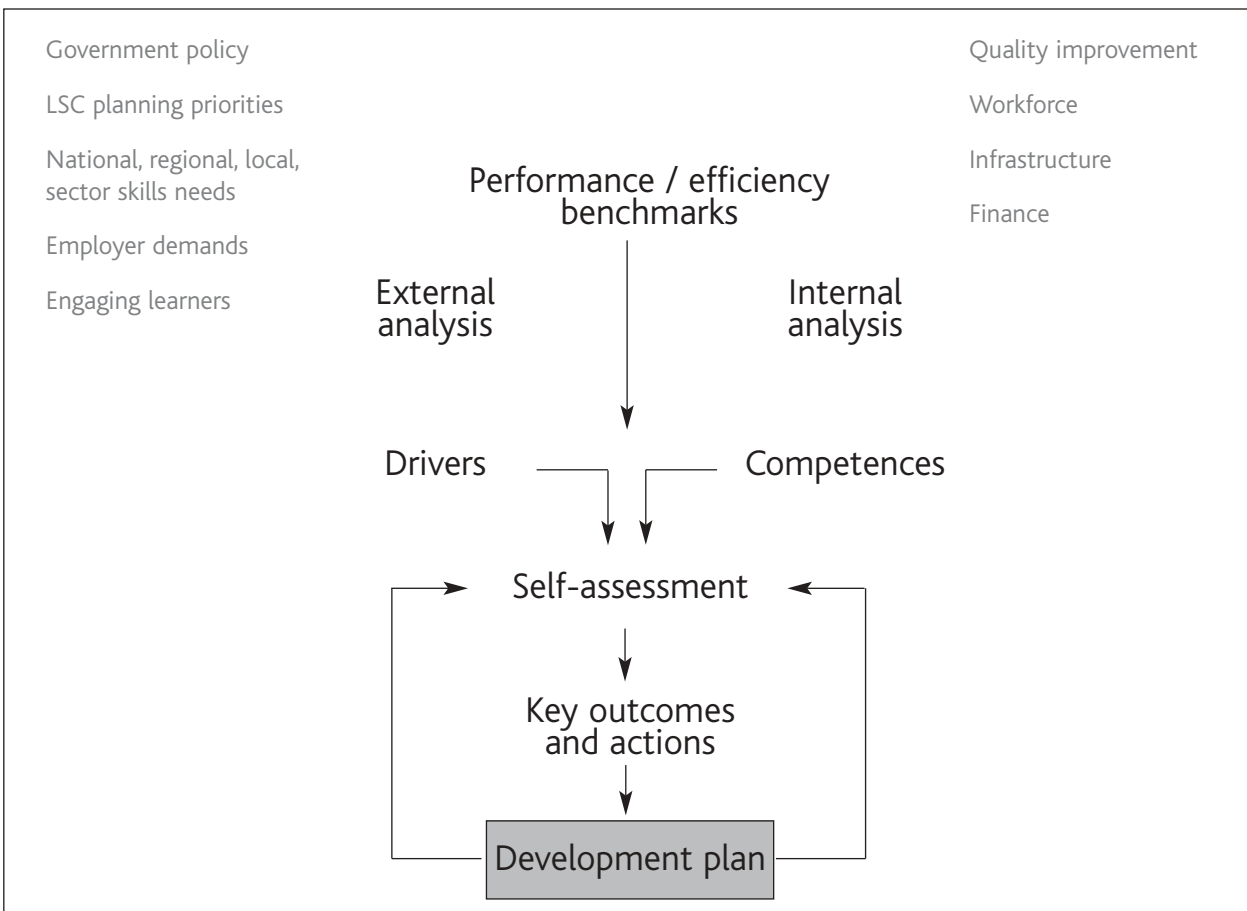 Government policy
LSC planning priorities
National, regional, local,
sector skills needs
Employer demands
Engaging learners
Quality improvement
Workforce
Infrastructure
Finance
Performance / efficiency
benchmarks
External
analysis
Internal
analysis
Drivers
Competences
Self-assessment
Key outcomes
and actions
Development plan